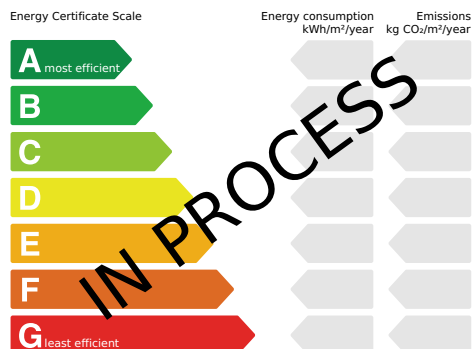 Energy Certificate Scale
Energy consumption
kWh/m²/year
Emissions
kg CO₂/m²/year
A most efficient
B
C
D
E
F
G least efficient
IN PROCESS